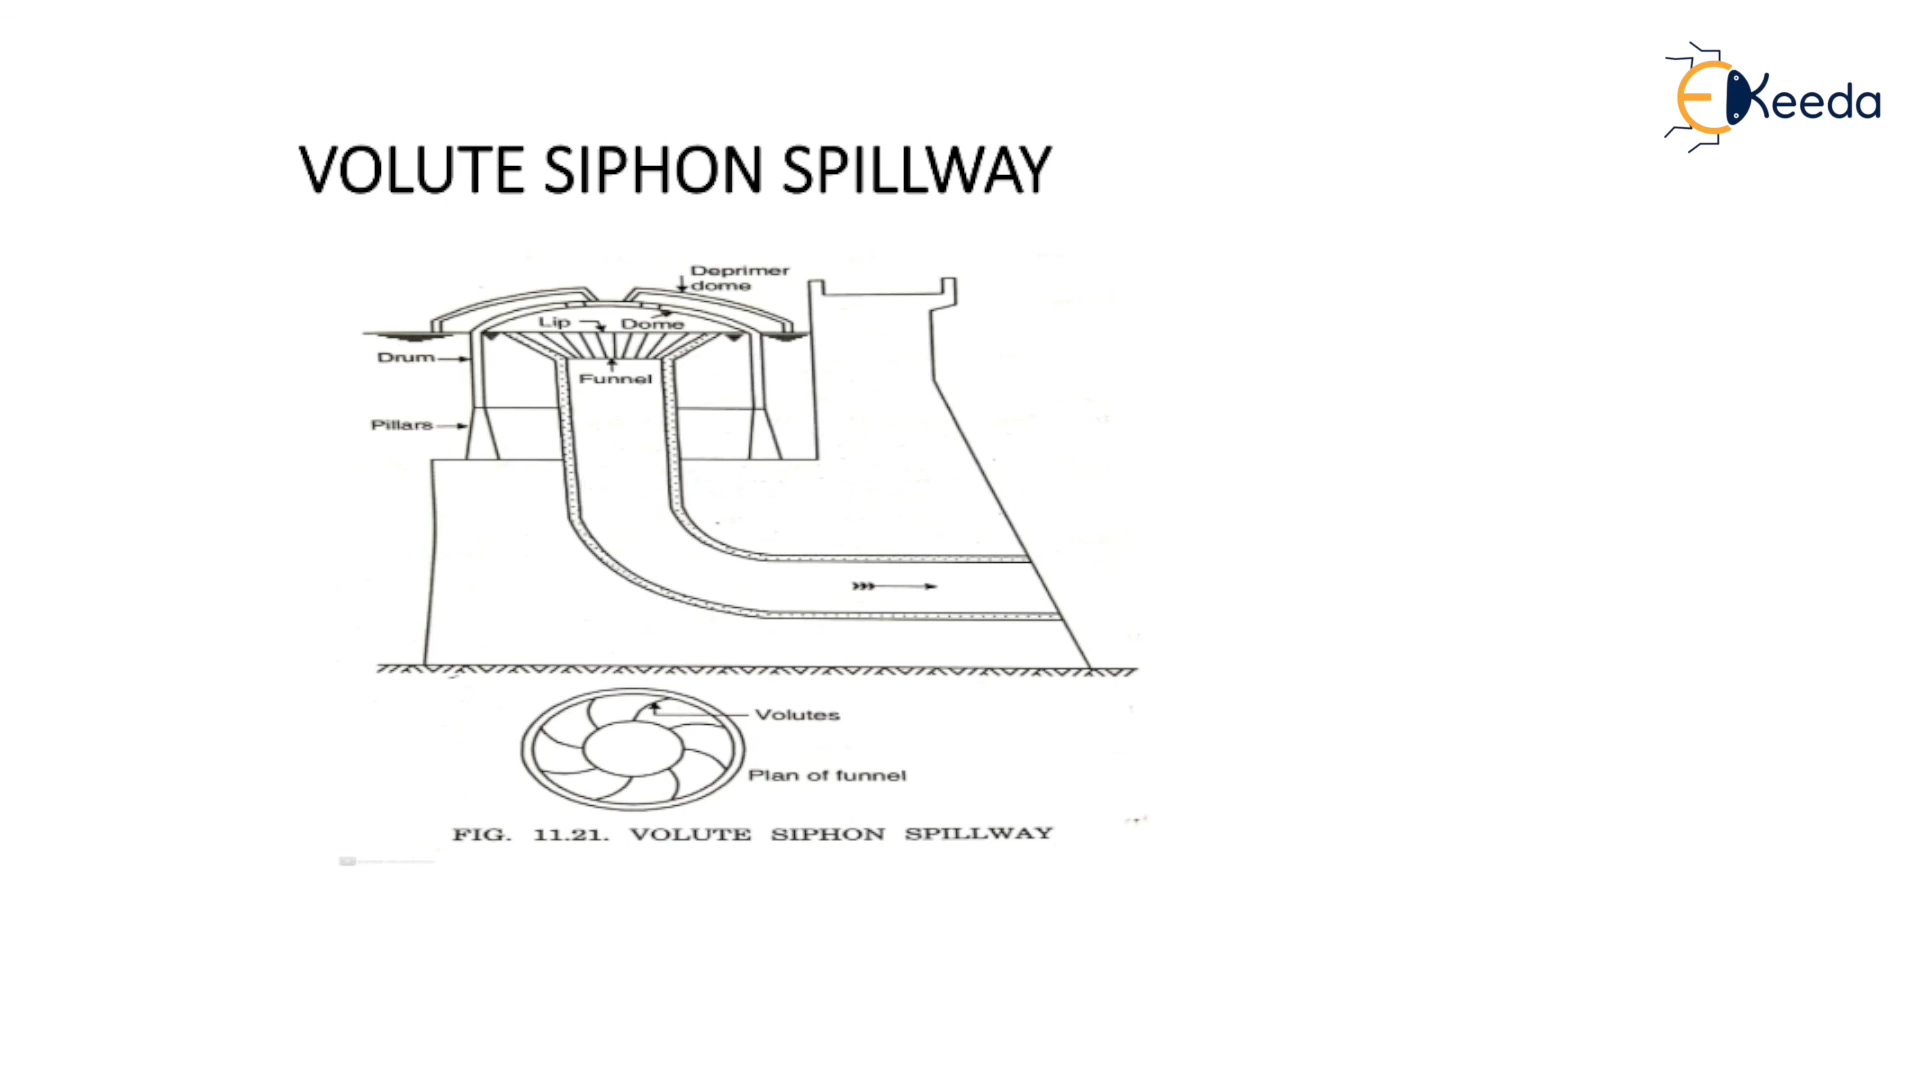 EKeeda
VOLUTE SIPHON SPILLWAY
Deprimer
dome
Lip
Dome
Drum
Funnel
Pillars
Volutes
Plan of funnel
FIG. 11.21. VOLUTE SIPHON SPILLWAY